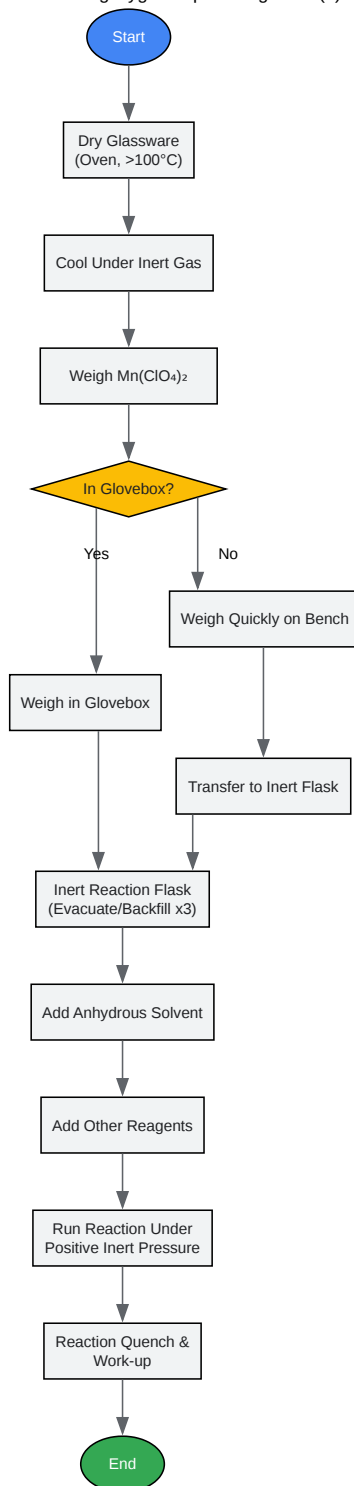 Start
Dry Glassware
(Oven, >100°C)
Cool Under Inert Gas
Weigh Mn(ClO₄)₂
In Glovebox?
Yes
No
Weigh Quickly on Bench
Weigh in Glovebox
Transfer to Inert Flask
Inert Reaction Flask
(Evacuate/Backfill x3)
Add Anhydrous Solvent
Add Other Reagents
Run Reaction Under
Positive Inert Pressure
Reaction Quench &
Work-up
End